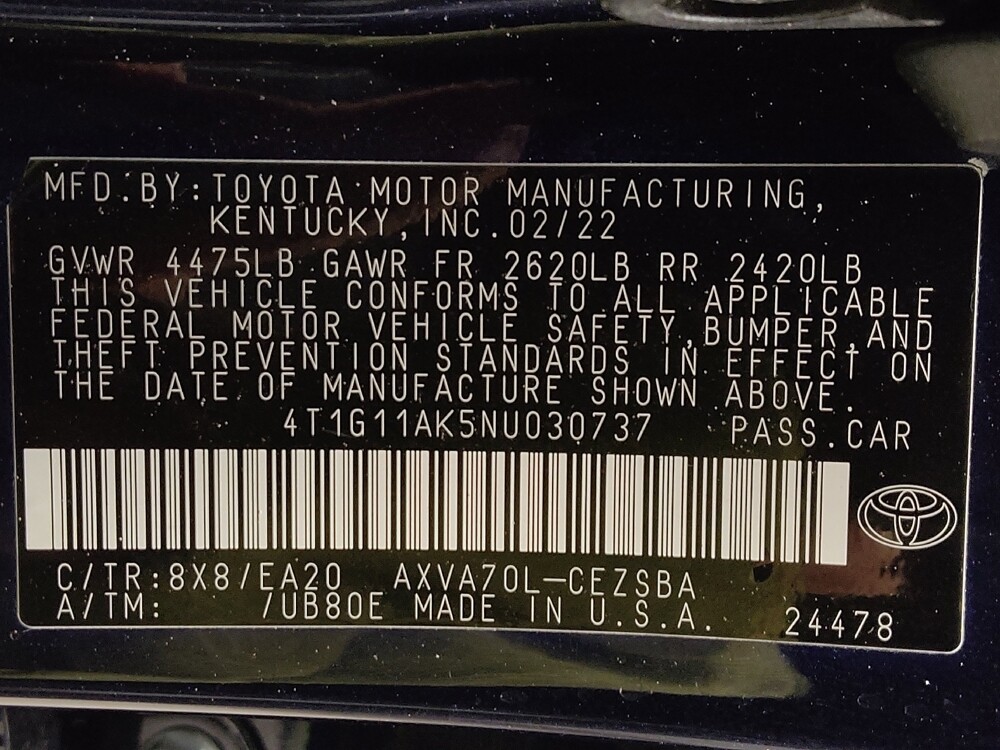 MFD.BY:TOYOTA MOTOR MANUFACTURING,
KENTUCKY,INC.02/22
GVWR 4475LB GAWR FR 2620LB RR 2420LB
THIS VEHICLE CONFORMS TO ALL APPLICABLE
FEDERAL MOTOR VEHICLE SAFETY,BUMPER,AND
THEFT PREVENTION STANDARDS IN EFFECT ON
THE DATE OF MANUFACTURE SHOWN ABOVE.
4T1G11AK5NU030737 PASS.CAR
C/TR:8X8/EA20 AXVA70L-CEZSBA
A/TM: /UB80E MADE IN U.S.A. 24478